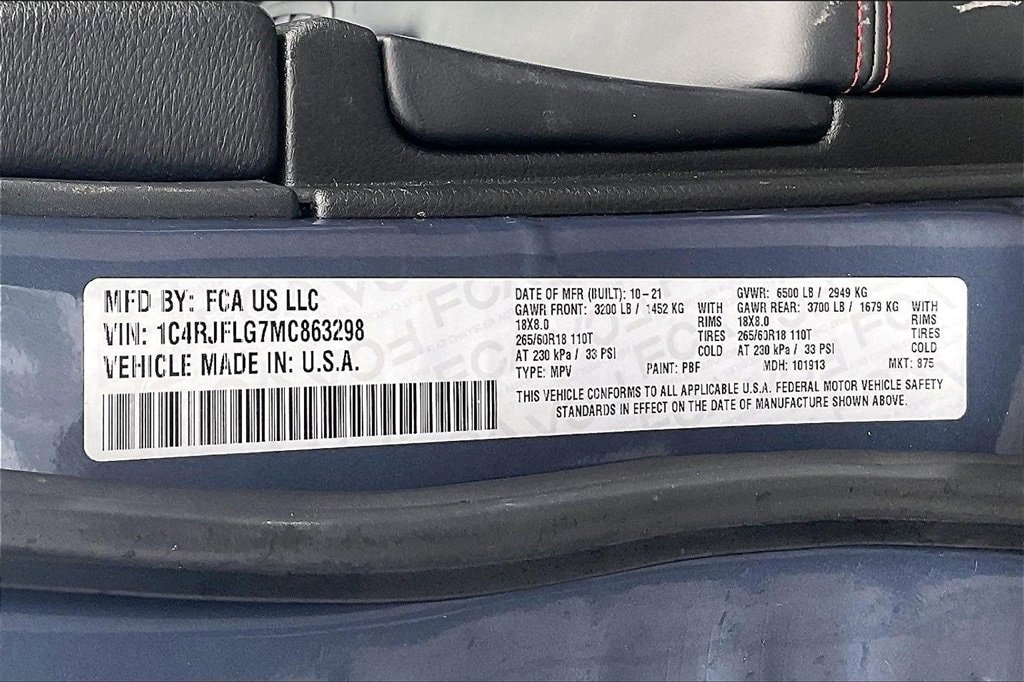 MFD BY: FCA US LLC
VIN: 1C4RJFLG7MC863298
VEHICLE MADE IN: U.S.A.
DATE OF MFR (BUILT): 10-21
GAWR FRONT: 3200 LB / 1452 KG WITH
18X8.0 RIMS
265/60R18 110T TIRES
AT 230 kPa / 33 PSI COLD
TYPE: MPV PAINT: PBF
GVWR: 6500 LB / 2949 KG
GAWR REAR: 3700 LB / 1679 KG WITH
18X8.0 RIMS
265/60R18 110T TIRES
AT 230 kPa / 33 PSI COLD
MDH: 101913 MKT: 875
THIS VEHICLE CONFORMS TO ALL APPLICABLE U.S.A. FEDERAL MOTOR VEHICLE SAFETY
STANDARDS IN EFFECT ON THE DATE OF MANUFACTURE SHOWN ABOVE.